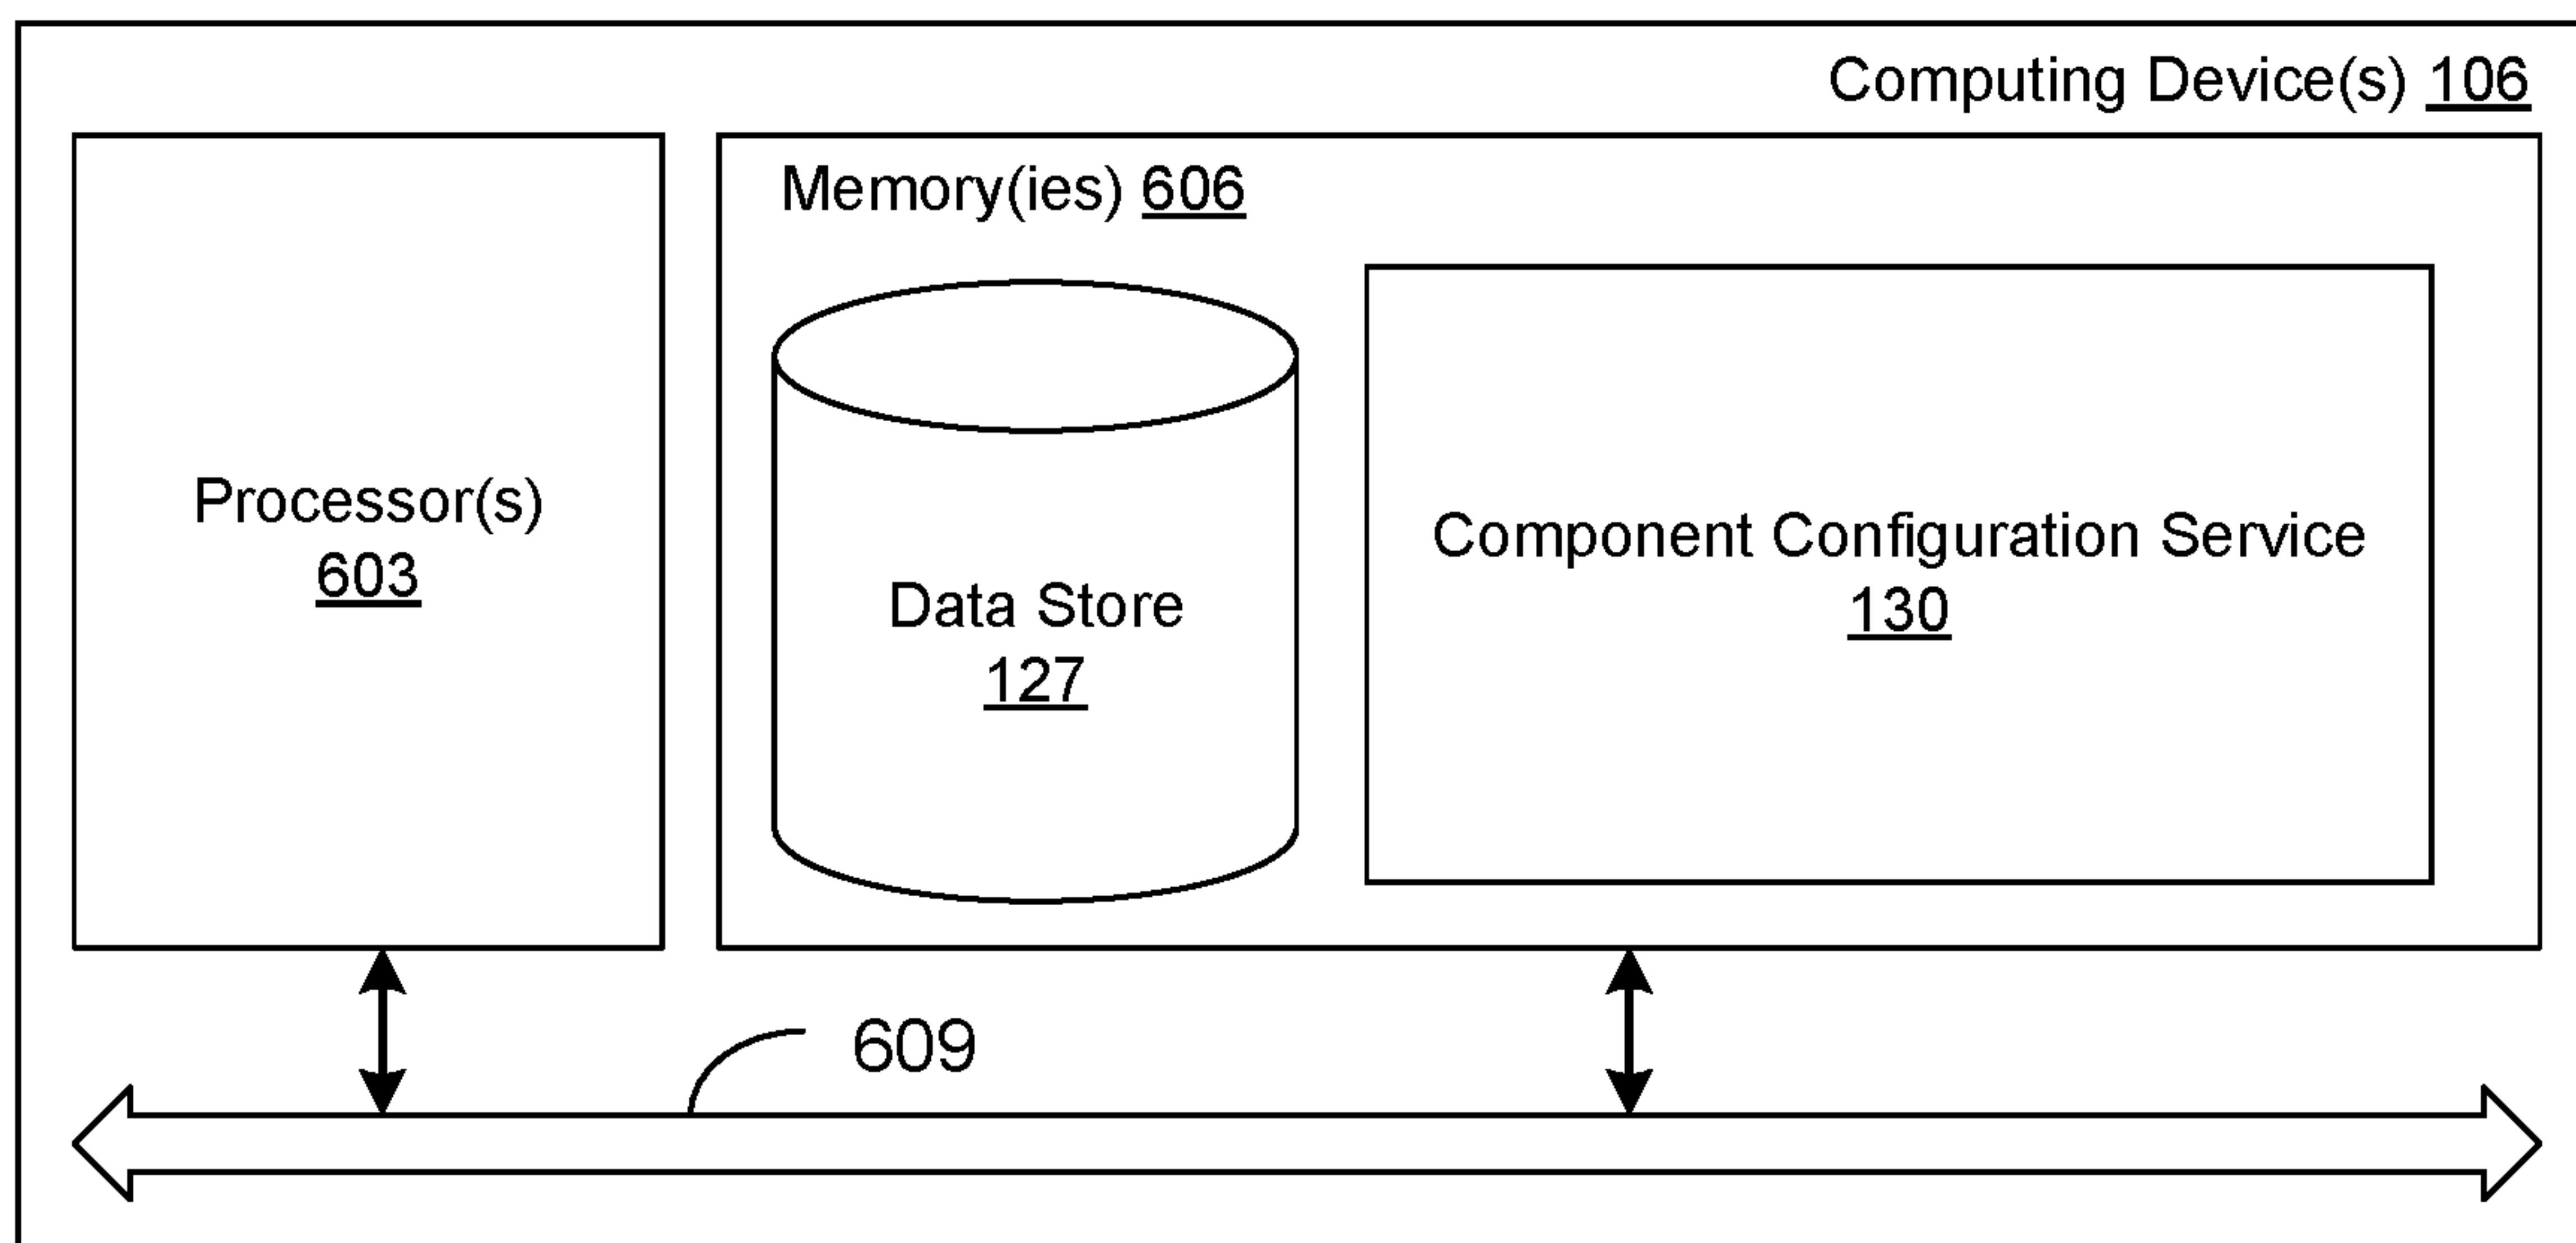 Computing Device(s) 106
Memory(ies) 606
Processor(s)
603
Data Store
127
Component Configuration Service
130
609